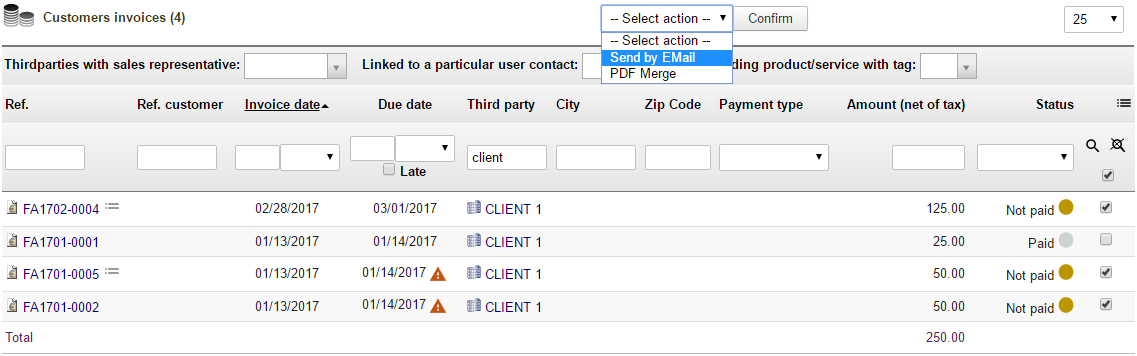 Customers invoices (4)
-- Select action --
Confirm
25
-- Select action --
Send by EMail
PDF Merge
Thirdparties with sales representative:
Linked to a particular user contact:
ding product/service with tag:
Ref. Ref. customer Invoice date Due date Third party City Zip Code Payment type Amount (net of tax) Status
client
Late
FA1702-0004 02/28/2017 03/01/2017 CLIENT 1 125.00 Not paid
FA1701-0001 01/13/2017 01/14/2017 CLIENT 1 25.00 Paid
FA1701-0005 01/13/2017 01/14/2017 CLIENT 1 50.00 Not paid
FA1701-0002 01/13/2017 01/14/2017 CLIENT 1 50.00 Not paid
Total 250.00